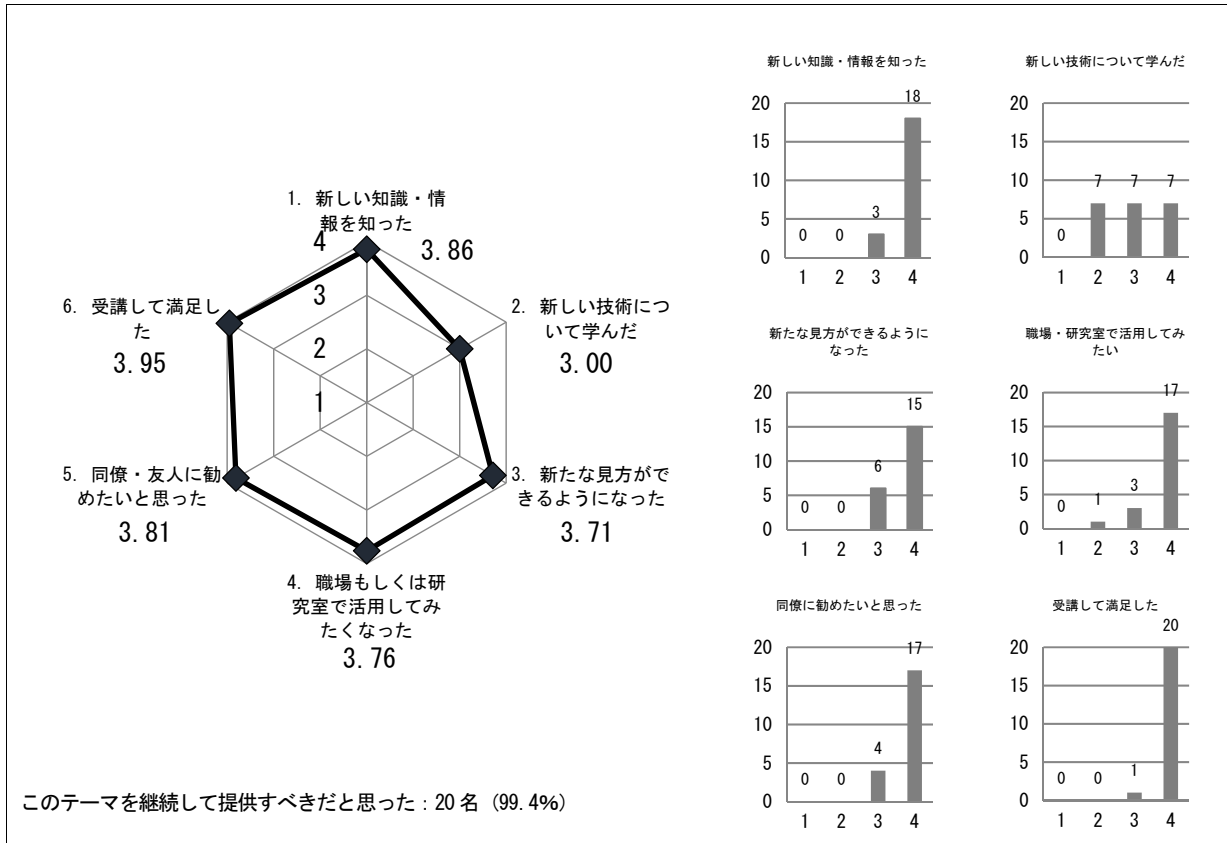 1. 新しい知識・情
報を知った
3.86
4
3
2
1
2. 新しい技術につ
いて学んだ
3.00
3. 新たな見方がで
きるようになった
3.71
4. 職場もしくは研
究室で活用してみ
たくなった
3.76
5. 同僚・友人に勧
めたいと思った
3.81
6. 受講して満足し
た
3.95
このテーマを継続して提供すべきだと思った：20名（99.4%）
新しい知識・情報を知った
20
15
10
5
0
0 0 3 18
1 2 3 4
新しい技術について学んだ
20
15
10
5
0
0 7 7 7
1 2 3 4
新たな見方ができるように
なった
20
15
10
5
0
0 0 6 15
1 2 3 4
職場・研究室で活用してみ
たい
20
15
10
5
0
0 1 3 17
1 2 3 4
同僚に勧めたいと思った
20
15
10
5
0
0 0 4 17
1 2 3 4
受講して満足した
20
15
10
5
0
0 0 1 20
1 2 3 4